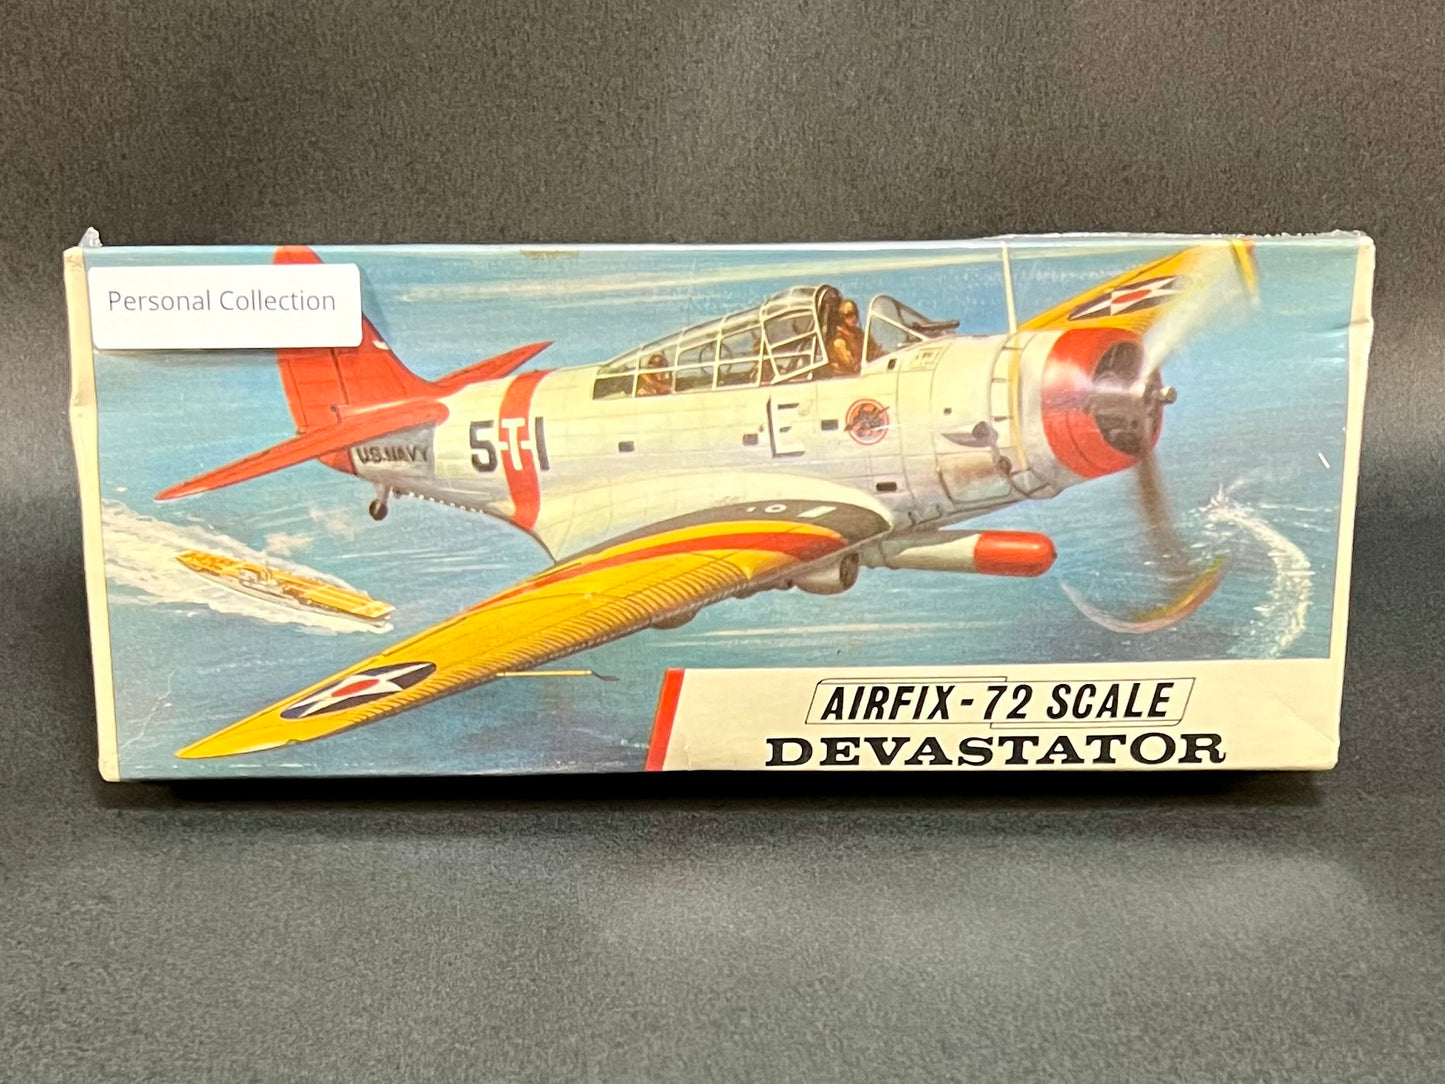 Personal Collection
5-T-1
E
U.S. NAVY
AIRFIX-72 SCALE
DEVASTATOR